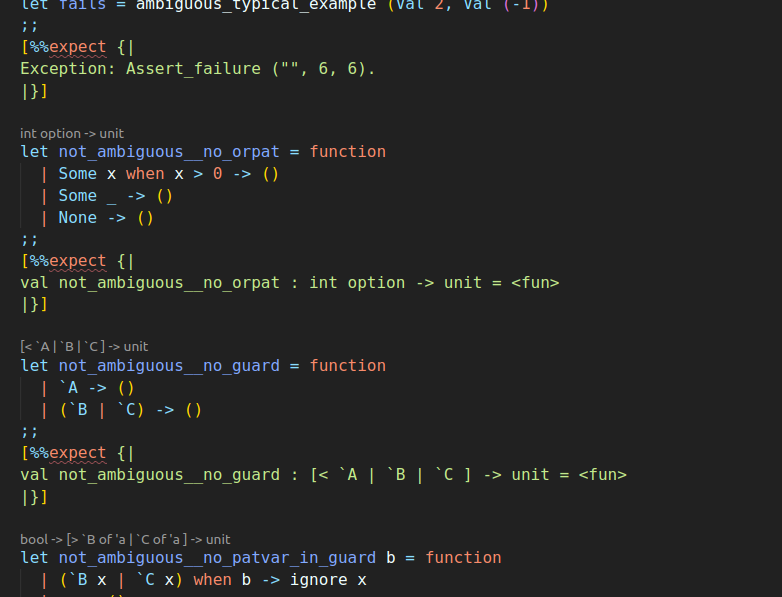 let fails = ambiguous_typical_example (Val 2, Val (-1))
;;
[%%expect {|
Exception: Assert_failure ("", 6, 6).
|}]
int option -> unit
let not_ambiguous__no_orpat = function
| Some x when x > 0 -> ()
| Some _ -> ()
| None -> ()
;;
[%%expect {|
val not_ambiguous__no_orpat : int option -> unit = <fun>
|}]
[< `A | `B | `C ] -> unit
let not_ambiguous__no_guard = function
| `A -> ()
| (`B | `C) -> ()
;;
[%%expect {|
val not_ambiguous__no_guard : [< `A | `B | `C ] -> unit = <fun>
|}]
bool -> [> `B of 'a | `C of 'a ] -> unit
let not_ambiguous__no_patvar_in_guard b = function
| (`B x | `C x) when b -> ignore x